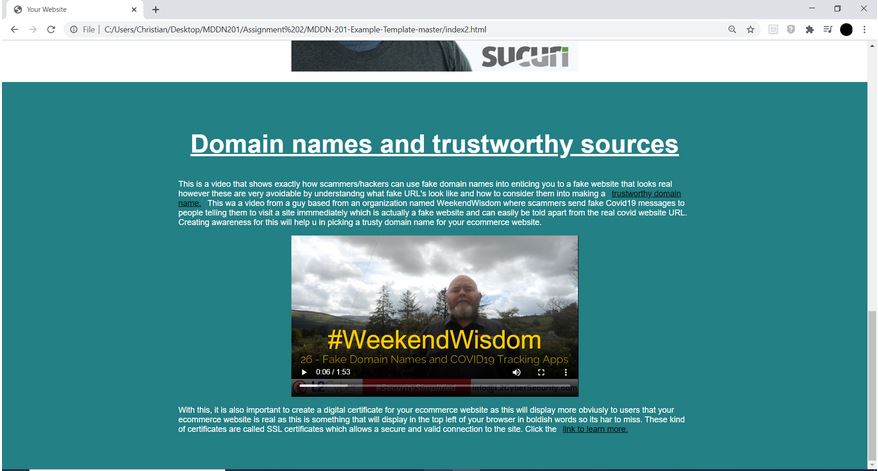 Your Website
File | C:/Users/Christian/Desktop/MDDN201/Assignment%202/MDDN-201-Example-Template-master/index2.html
sucuri
Domain names and trustworthy sources
This is a video that shows exactly how scammers/hackers can use fake domain names into enticing you to a fake website that looks real
however these are very avoidable by understandng what fake URL's look like and how to consider them into making a trustworthy domain
name. This wa a video from a guy based from an organization named WeekendWisdom where scammers send fake Covid19 messages to
people telling them to visit a site immmediately which is actually a fake website and can easily be told apart from the real covid website URL.
Creating awareness for this will help u in picking a trusty domain name for your ecommerce website.
#WeekendWisdom
26 - Fake Domain Names and COVID19 Tracking Apps
0:06 / 1:53
#SecuritySimplified
With this, it is also important to create a digital certificate for your ecommerce website as this will display more obviusly to users that your
ecommerce website is real as this is something that will display in the top left of your browser in boldish words so its har to miss. These kind
of certificates are called SSL certificates which allows a secure and valid connection to the site. Click the link to learn more.